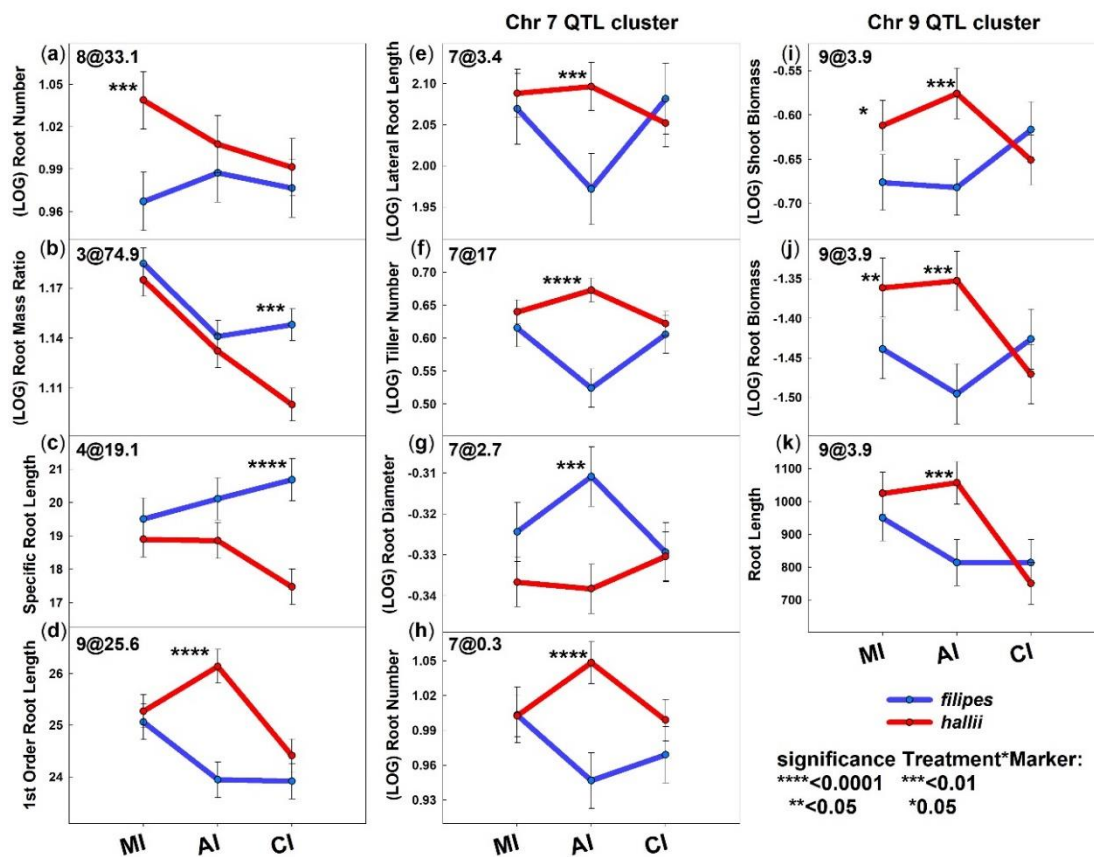 Chr 7 QTL cluster
Chr 9 QTL cluster
(a)
8@33.1
***
(LOG) Root Number
1.05
1.02
0.99
0.96
(b)
3@74.9
***
(LOG) Root Mass Ratio
1.17
1.14
1.11
(c)
4@19.1
****
Specific Root Length
21
20
19
18
17
(d)
9@25.6
****
1st Order Root Length
26
25
24
MI
AI
CI
(e)
7@3.4
***
(LOG) Lateral Root Length
2.10
2.05
2.00
1.95
(f)
7@17
****
(LOG) Tiller Number
0.70
0.65
0.60
0.50
(g)
7@2.7
***
(LOG) Root Diameter
-0.31
-0.32
-0.33
-0.34
(h)
7@0.3
****
(LOG) Root Number
1.05
1.02
0.99
0.96
0.93
MI
AI
CI
(i)
9@3.9
*
***
(LOG) Shoot Biomass
-0.55
-0.60
-0.65
-0.70
(j)
9@3.9
**
***
(LOG) Root Biomass
-1.35
-1.40
-1.45
-1.50
(k)
9@3.9
***
Root Length
1100
1000
900
800
700
MI
AI
CI
filipes
hallii
significance Treatment*Marker:
****<0.0001 ***<0.01
**<0.05 *0.05